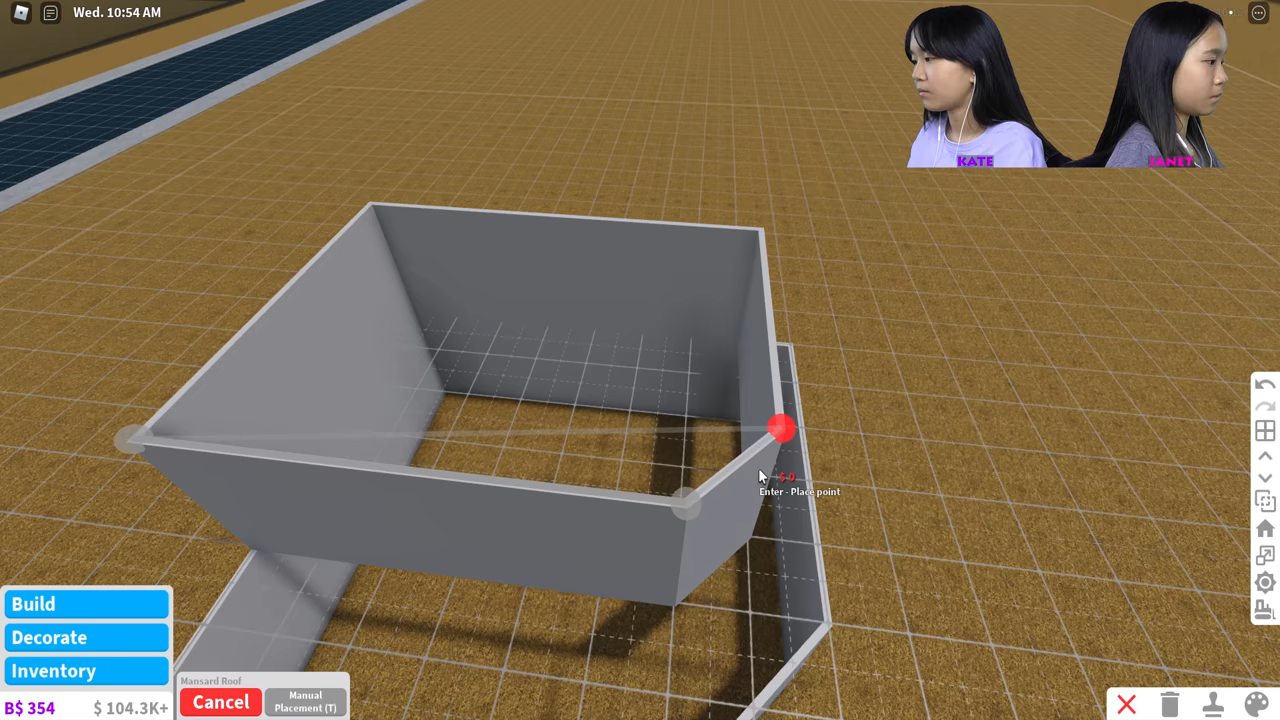 Wed. 10:54 AM
KATE
JANET
$ 0
Enter - Place point
Build
Decorate
Inventory
Mansard Roof
Cancel
Manual
Placement (T)
B$ 354
$ 104.3K+